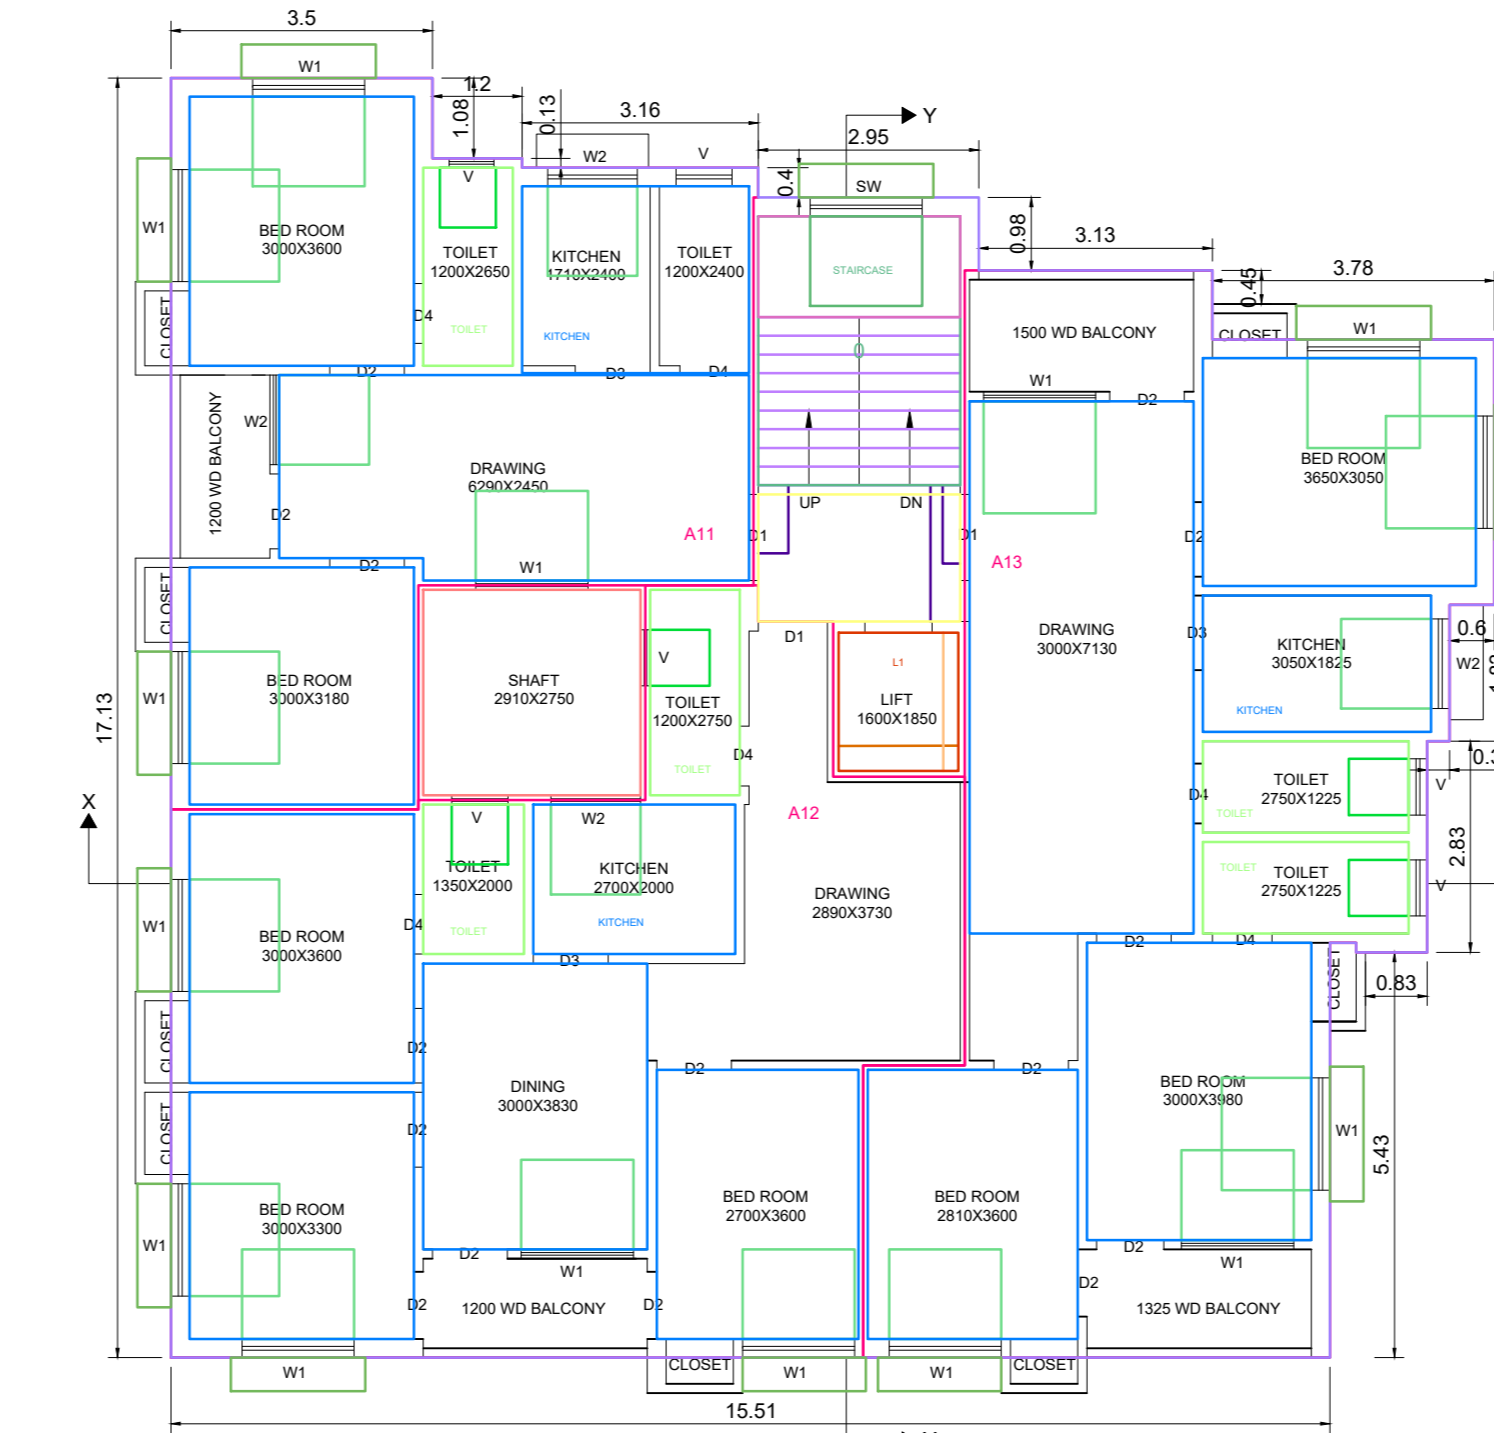 3.5
W1
1.2
1.08
0.13
3.16
W2
V
Y
2.95
0.4
SW
V
W1
BED ROOM
3000X3600
TOILET
1200X2650
KITCHEN
1710X2400
TOILET
1200X2400
STAIRCASE
0.98
3.13
3.78
0.45
CLOSET
D4
TOILET
KITCHEN
1500 WD BALCONY
CLOSET
W1
0
D2
D3
D4
W1
D2
1200 WD BALCONY
W2
DRAWING
6290X2450
BED ROOM
3650X3050
UP
DN
D2
A11
D1
D1
A13
D2
D2
W1
CLOSET
D1
DRAWING
3000X7130
D3
KITCHEN
3050X1825
0.6
W2
V
L1
BED ROOM
3000X3180
SHAFT
2910X2750
TOILET
1200X2750
LIFT
1600X1850
W1
17.13
KITCHEN
D4
TOILET
TOILET
2750X1225
V
D4
TOILET
X
A12
V
W2
2.83
TOILET
1350X2000
KITCHEN
2700X2000
DRAWING
2890X3730
TOILET
TOILET
2750X1225
V
W1
BED ROOM
3000X3600
D4
TOILET
KITCHEN
D2
D4
D3
CLOSET
0.83
CLOSET
D2
D2
D2
DINING
3000X3830
BED ROOM
3000X3980
CLOSET
D2
W1
5.43
BED ROOM
3000X3300
BED ROOM
2700X3600
BED ROOM
2810X3600
W1
D2
W1
D2
D2
W1
D2
1200 WD BALCONY
D2
D2
1325 WD BALCONY
W1
CLOSET
W1
W1
CLOSET
15.51